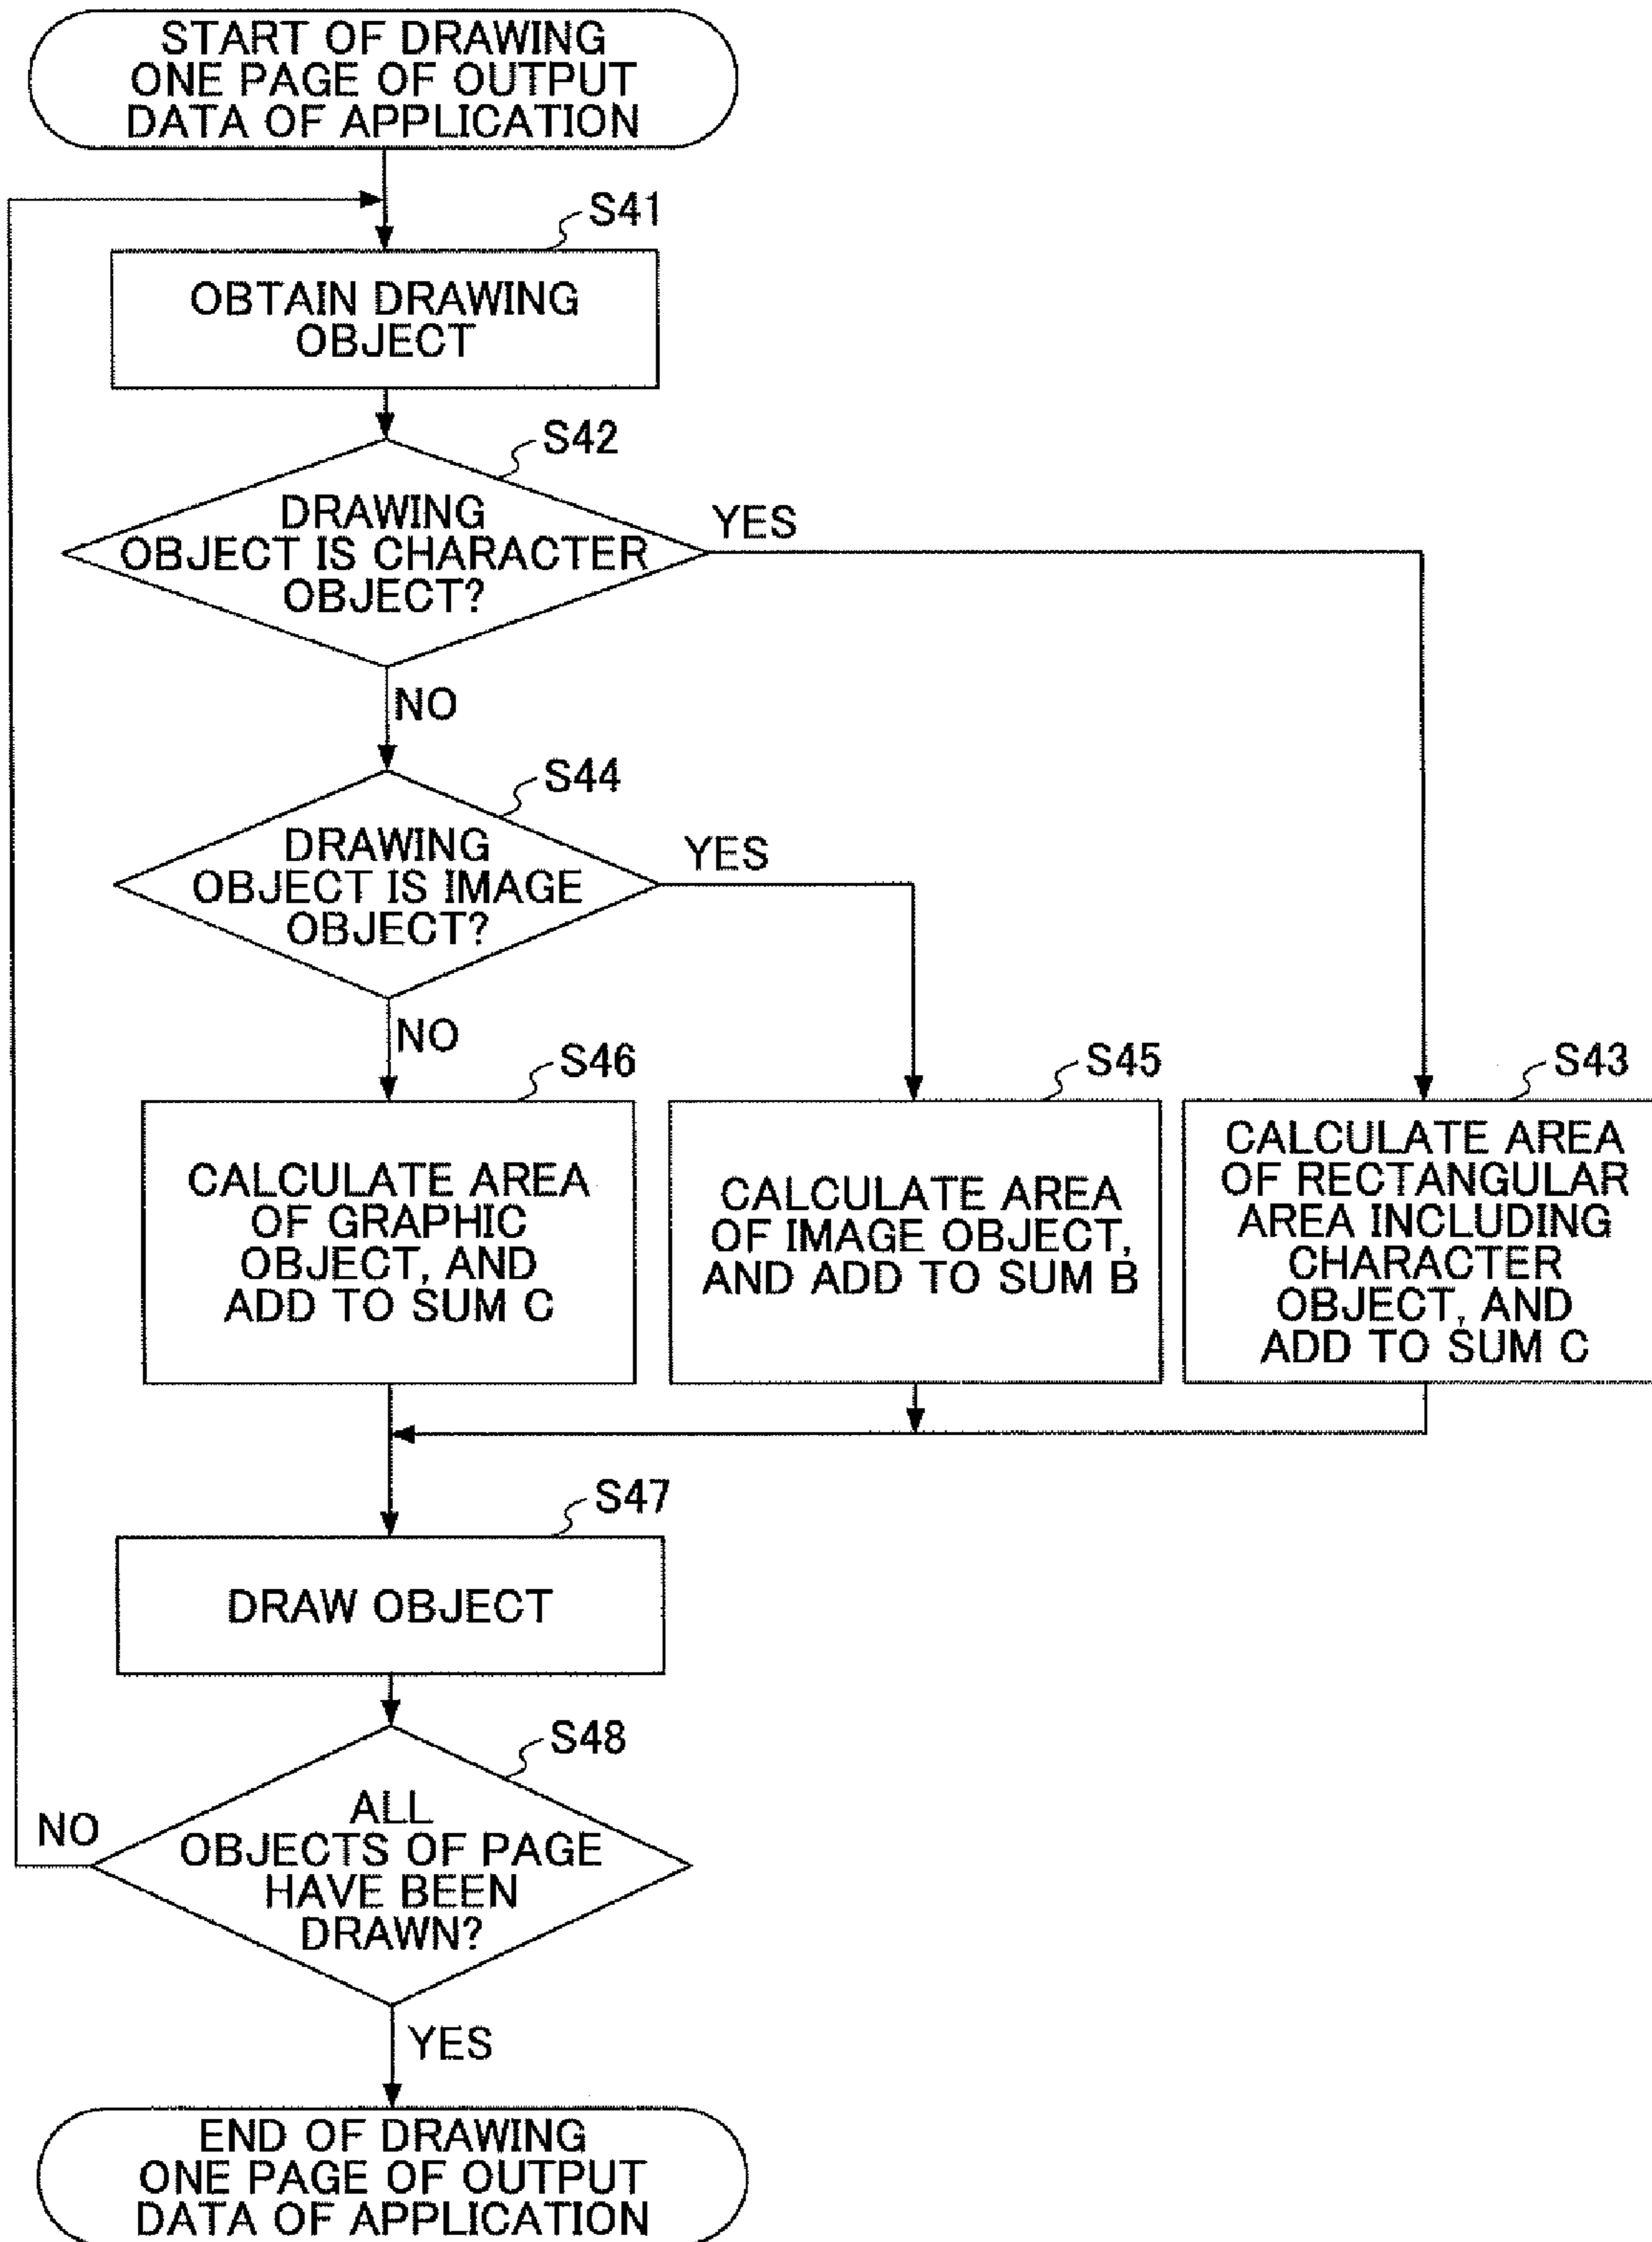 START OF DRAWING
ONE PAGE OF OUTPUT
DATA OF APPLICATION
S41
OBTAIN DRAWING
OBJECT
S42
DRAWING
OBJECT IS CHARACTER
OBJECT?
YES
NO
S44
DRAWING
OBJECT IS IMAGE
OBJECT?
YES
NO
S46
CALCULATE AREA
OF GRAPHIC
OBJECT, AND
ADD TO SUM C
S45
CALCULATE AREA
OF IMAGE OBJECT,
AND ADD TO SUM B
S43
CALCULATE AREA
OF RECTANGULAR
AREA INCLUDING
CHARACTER
OBJECT, AND
ADD TO SUM C
S47
DRAW OBJECT
S48
ALL
OBJECTS OF PAGE
HAVE BEEN
DRAWN?
NO
YES
END OF DRAWING
ONE PAGE OF OUTPUT
DATA OF APPLICATION